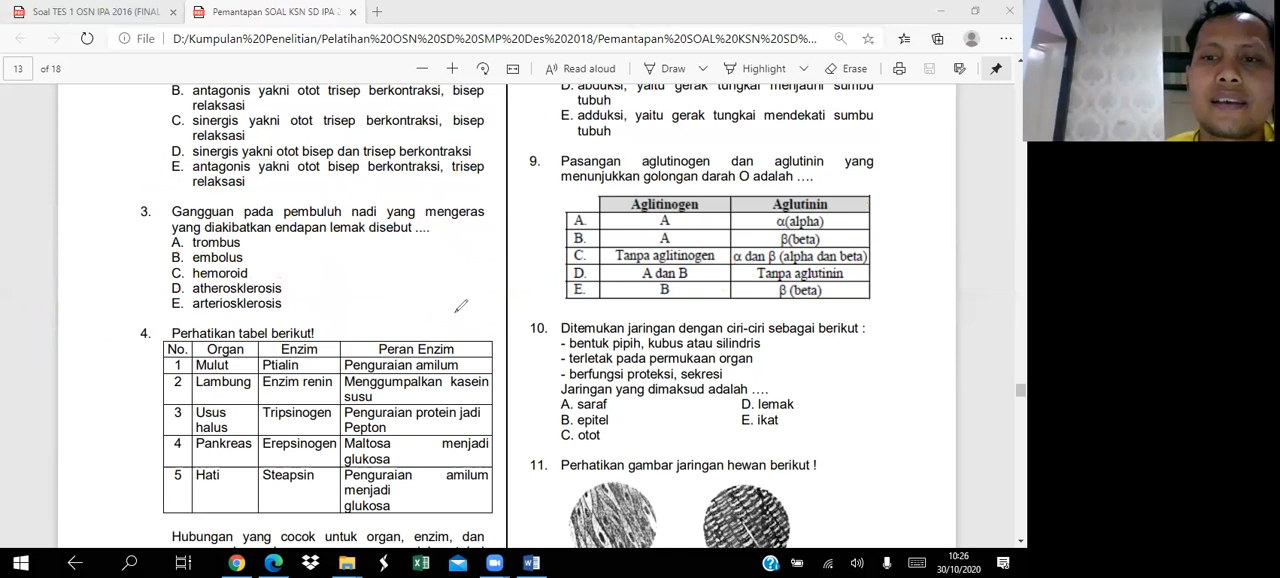 Soal TES 1 OSN IPA 2016 (FINAL
Pemantapan SOAL KSN SD IPA 2
File
D:/Kumpulan%20Penelitian/Pelatihan%20OSN%20SD%20SMP%20Des%202018/Pemantapan%20SOAL%20KSN%20SD%...
13 of 18
Read aloud
Draw
Highlight
Erase
B. antagonis yakni otot trisep berkontraksi, bisep
relaksasi
C. sinergis yakni otot trisep berkontraksi, bisep
relaksasi
D. sinergis yakni otot bisep dan trisep berkontraksi
E. antagonis yakni otot bisep berkontraksi, trisep
relaksasi
3. Gangguan pada pembuluh nadi yang mengeras
yang diakibatkan endapan lemak disebut ....
A. trombus
B. embolus
C. hemoroid
D. atherosklerosis
E. arteriosklerosis
4. Perhatikan tabel berikut!
No. Organ Enzim Peran Enzim
1 Mulut Ptialin Penguraian amilum
2 Lambung Enzim renin Menggumpalkan kasein
susu
3 Usus Tripsinogen Penguraian protein jadi
halus Pepton
4 Pankreas Erepsinogen Maltosa menjadi
glukosa
5 Hati Steapsin Penguraian amilum
menjadi
glukosa
Hubungan yang cocok untuk organ, enzim, dan
D. abduksi, yaitu gerak tungkai menjauhi sumbu
tubuh
E. adduksi, yaitu gerak tungkai mendekati sumbu
tubuh
9. Pasangan aglutinogen dan aglutinin yang
menunjukkan golongan darah O adalah ....
Aglitinogen Aglutinin
A. A α(alpha)
B. A β(beta)
C. Tanpa aglitinogen α dan β (alpha dan beta)
D. A dan B Tanpa aglutinin
E. B β (beta)
10. Ditemukan jaringan dengan ciri-ciri sebagai berikut :
- bentuk pipih, kubus atau silindris
- terletak pada permukaan organ
- berfungsi proteksi, sekresi
Jaringan yang dimaksud adalah ....
A. saraf D. lemak
B. epitel E. ikat
C. otot
11. Perhatikan gambar jaringan hewan berikut !
10:26
30/10/2020